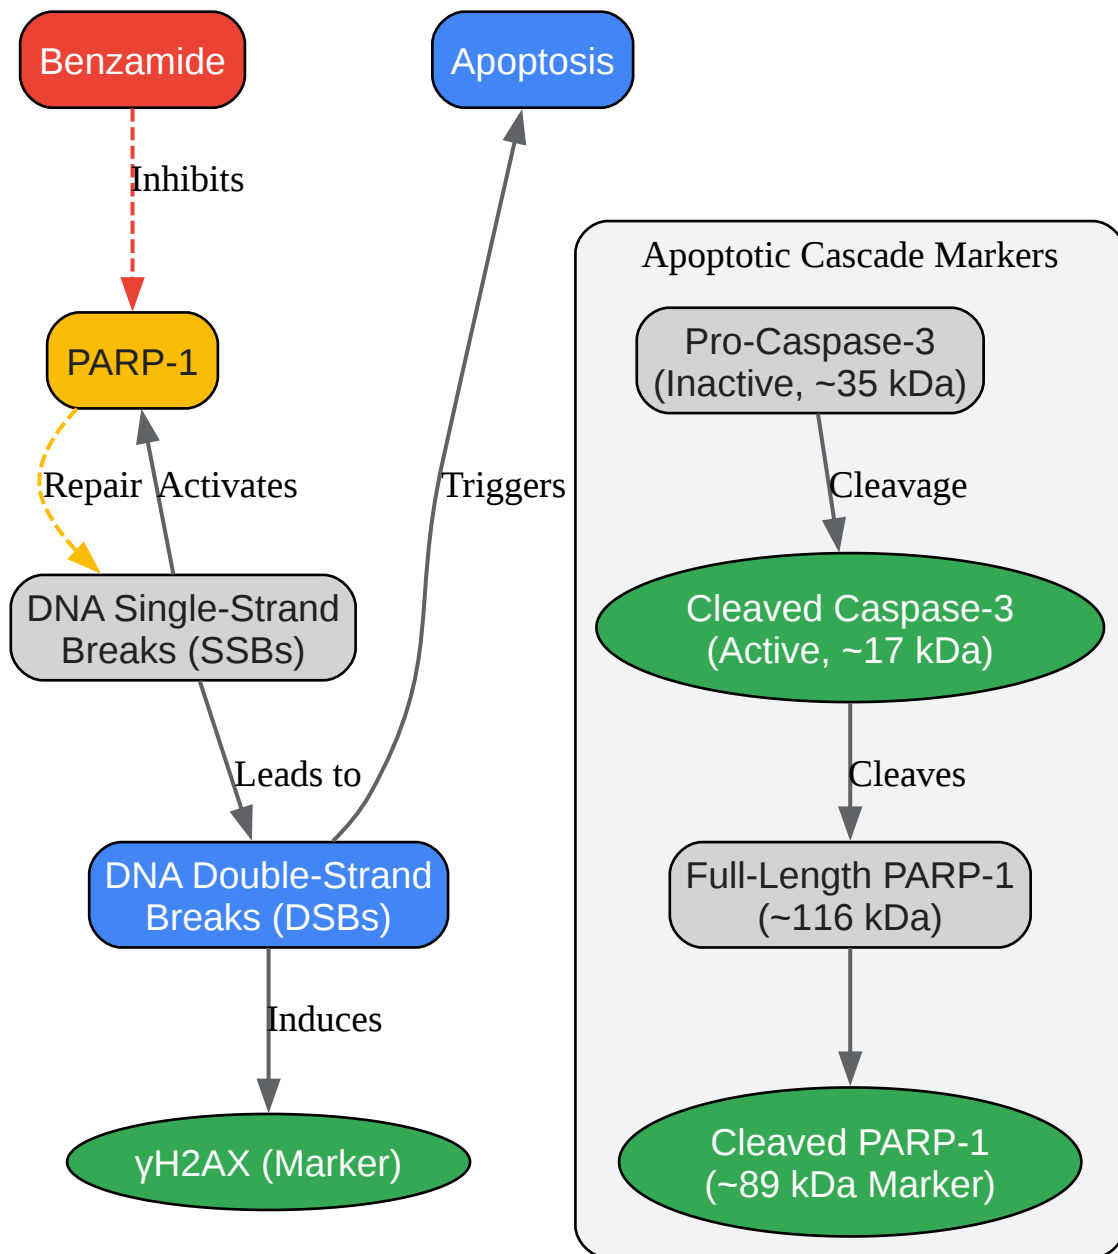 Benzamide
Apoptosis
Inhibits
Apoptotic Cascade Markers
Pro-Caspase-3
(Inactive, ~35 kDa)
PARP-1
Repair
Activates
Triggers
Cleavage
DNA Single-Strand
Breaks (SSBs)
Cleaved Caspase-3
(Active, ~17 kDa)
Leads to
Cleaves
DNA Double-Strand
Breaks (DSBs)
Full-Length PARP-1
(~116 kDa)
Induces
γH2AX (Marker)
Cleaved PARP-1
(~89 kDa Marker)